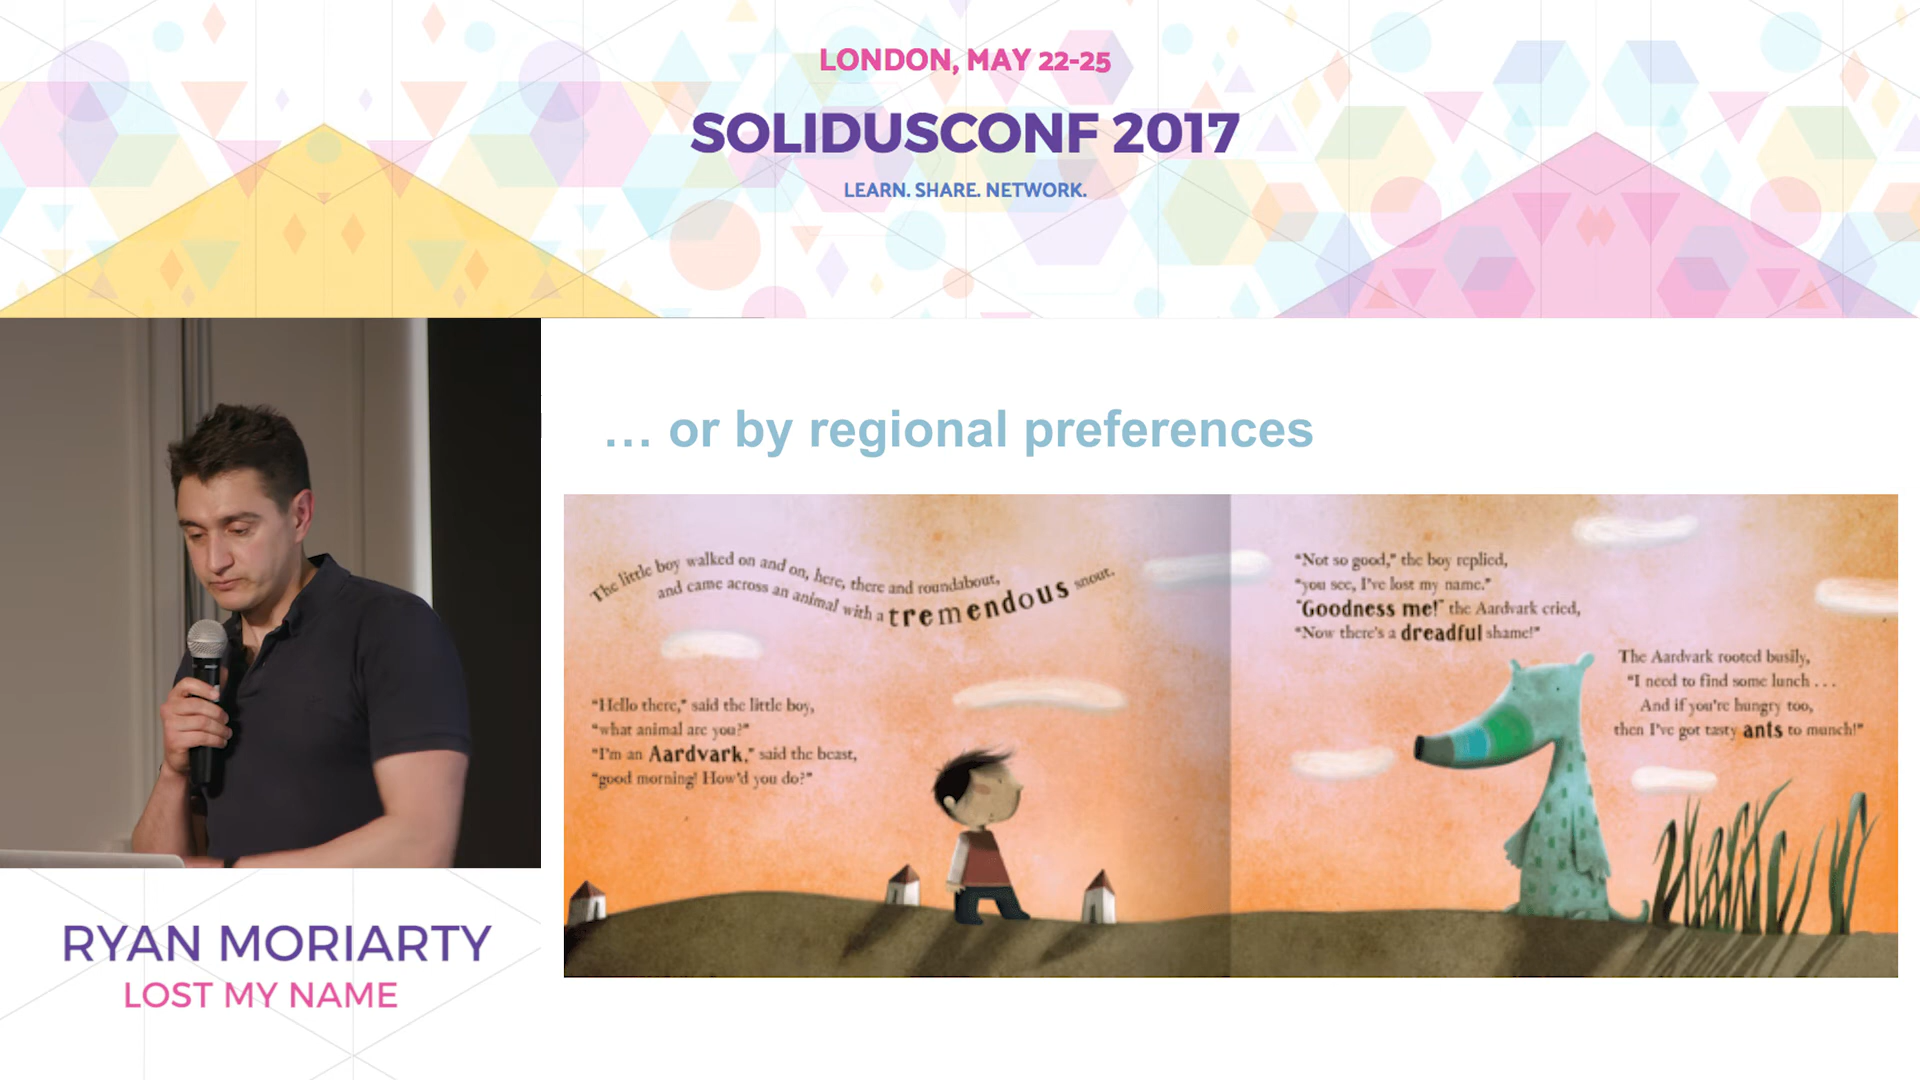 LONDON, MAY 22-25
SOLIDUSCONF 2017
LEARN. SHARE. NETWORK.
… or by regional preferences
The little boy walked on and on, here, there and roundabout,
and came across an animal with a tremendous snout.
“Hello there,” said the little boy,
“what animal are you?”
“I’m an Aardvark,” said the beast,
“good morning! How’d you do?”
“Not so good,” the boy replied,
“you see, I’ve lost my name.”
“Goodness me!” the Aardvark cried,
“Now there’s a dreadful shame!”
The Aardvark rooted busily,
“I need to find some lunch . . .
And if you’re hungry too,
then I’ve got tasty ants to munch!”
RYAN MORIARTY
LOST MY NAME